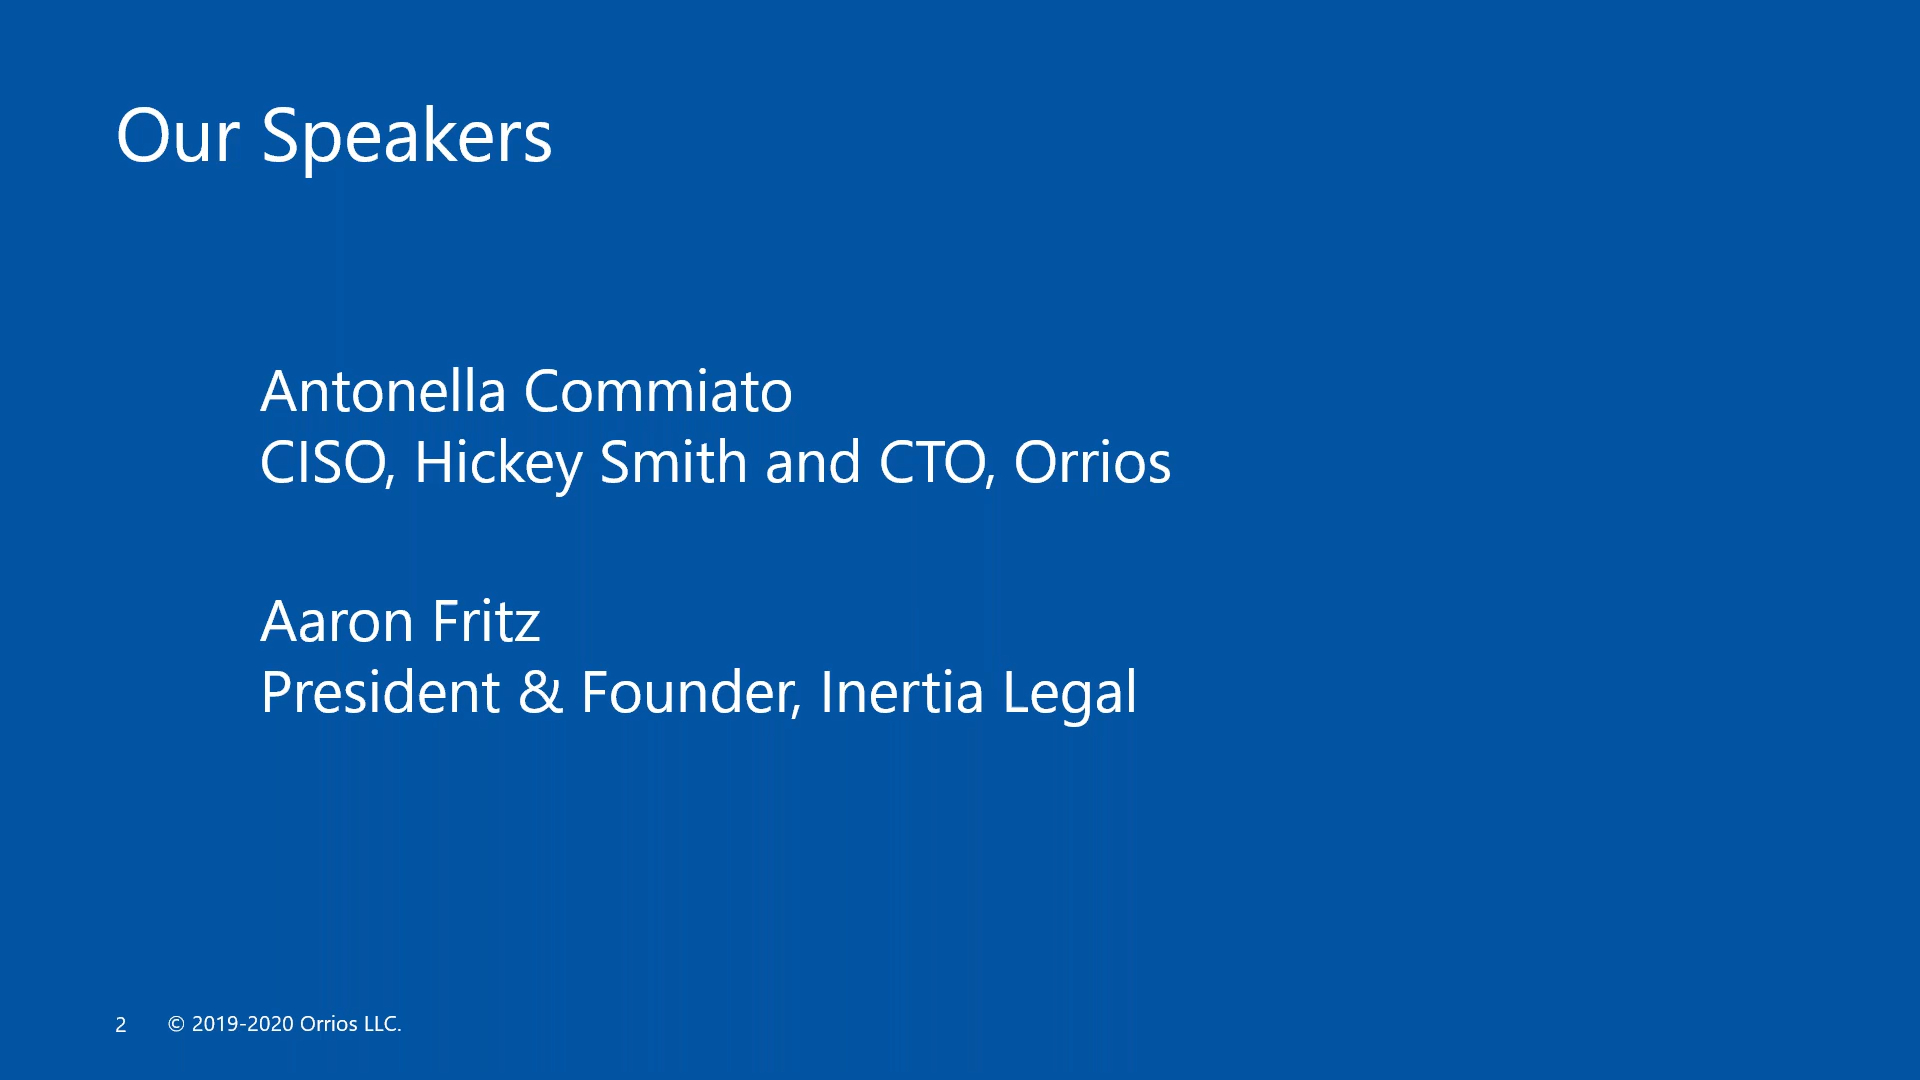 Our Speakers
Antonella Commiato
CISO, Hickey Smith and CTO, Orrios
Aaron Fritz
President & Founder, Inertia Legal
2 © 2019-2020 Orrios LLC.